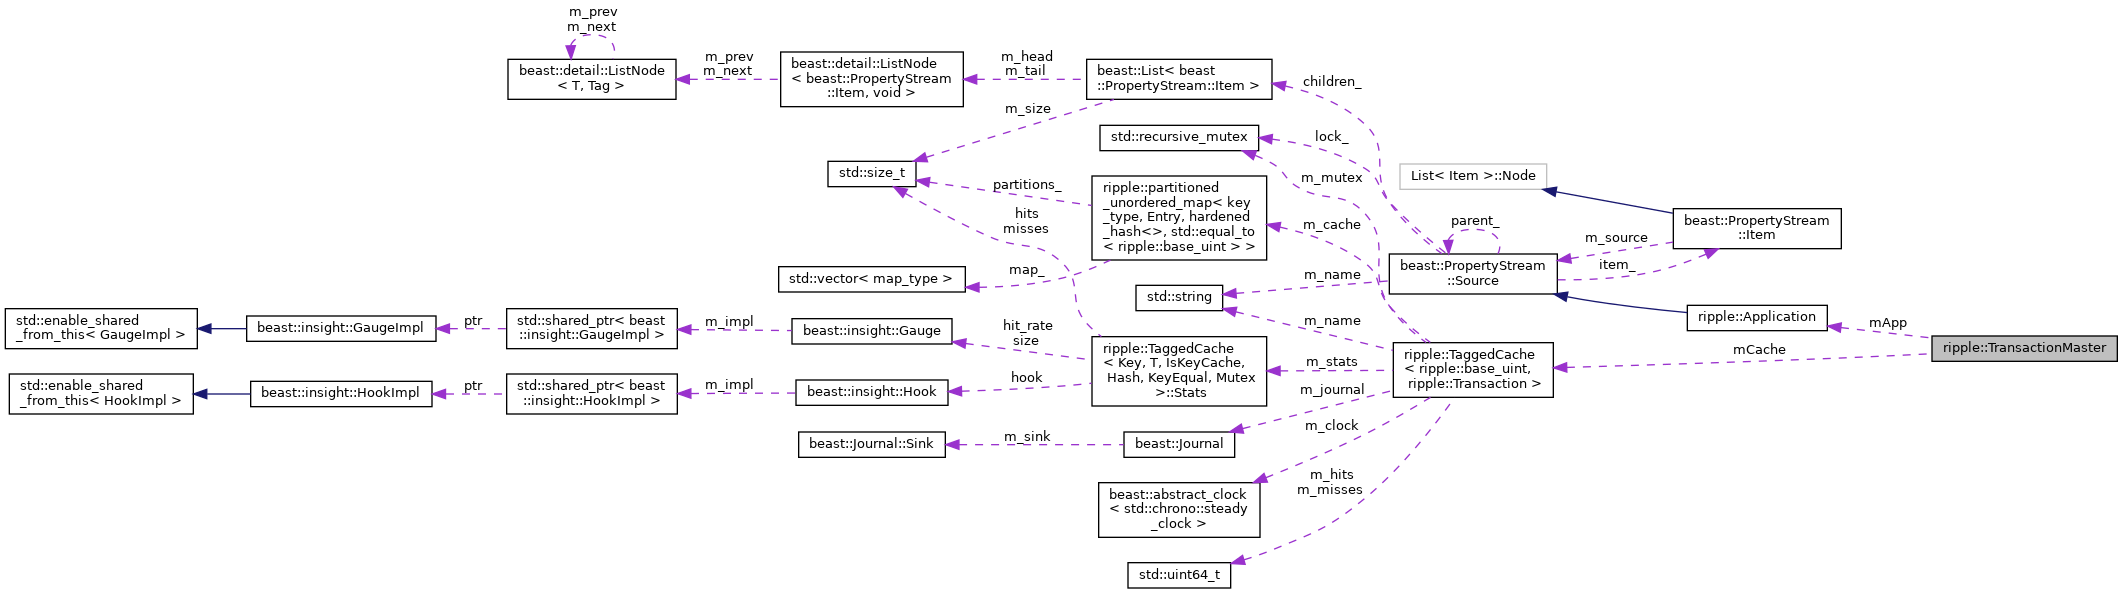 m_prev
m_next
beast::detail::ListNode
< T, Tag >
m_prev
m_next
beast::detail::ListNode
< beast::PropertyStream
::Item, void >
m_head
m_tail
beast::List< beast
::PropertyStream::Item >
children_
m_size
std::recursive_mutex
lock_
std::size_t
partitions_
ripple::partitioned
_unordered_map< key
_type, Entry, hardened
_hash<>, std::equal_to
< ripple::base_uint > >
m_mutex
List< Item >::Node
hits
misses
m_cache
parent_
m_source
beast::PropertyStream
::Item
item_
std::vector< map_type >
map_
m_name
beast::PropertyStream
::Source
std::string
std::enable_shared
_from_this< GaugeImpl >
beast::insight::GaugeImpl
ptr
std::shared_ptr< beast
::insight::GaugeImpl >
m_impl
beast::insight::Gauge
hit_rate
size
m_name
ripple::Application
mApp
ripple::TransactionMaster
ripple::TaggedCache
< Key, T, IsKeyCache,
Hash, KeyEqual, Mutex
>::Stats
m_stats
ripple::TaggedCache
< ripple::base_uint,
ripple::Transaction >
mCache
std::enable_shared
_from_this< HookImpl >
beast::insight::HookImpl
ptr
std::shared_ptr< beast
::insight::HookImpl >
m_impl
beast::insight::Hook
hook
m_journal
beast::Journal::Sink
m_sink
beast::Journal
m_clock
beast::abstract_clock
< std::chrono::steady
_clock >
m_hits
m_misses
std::uint64_t